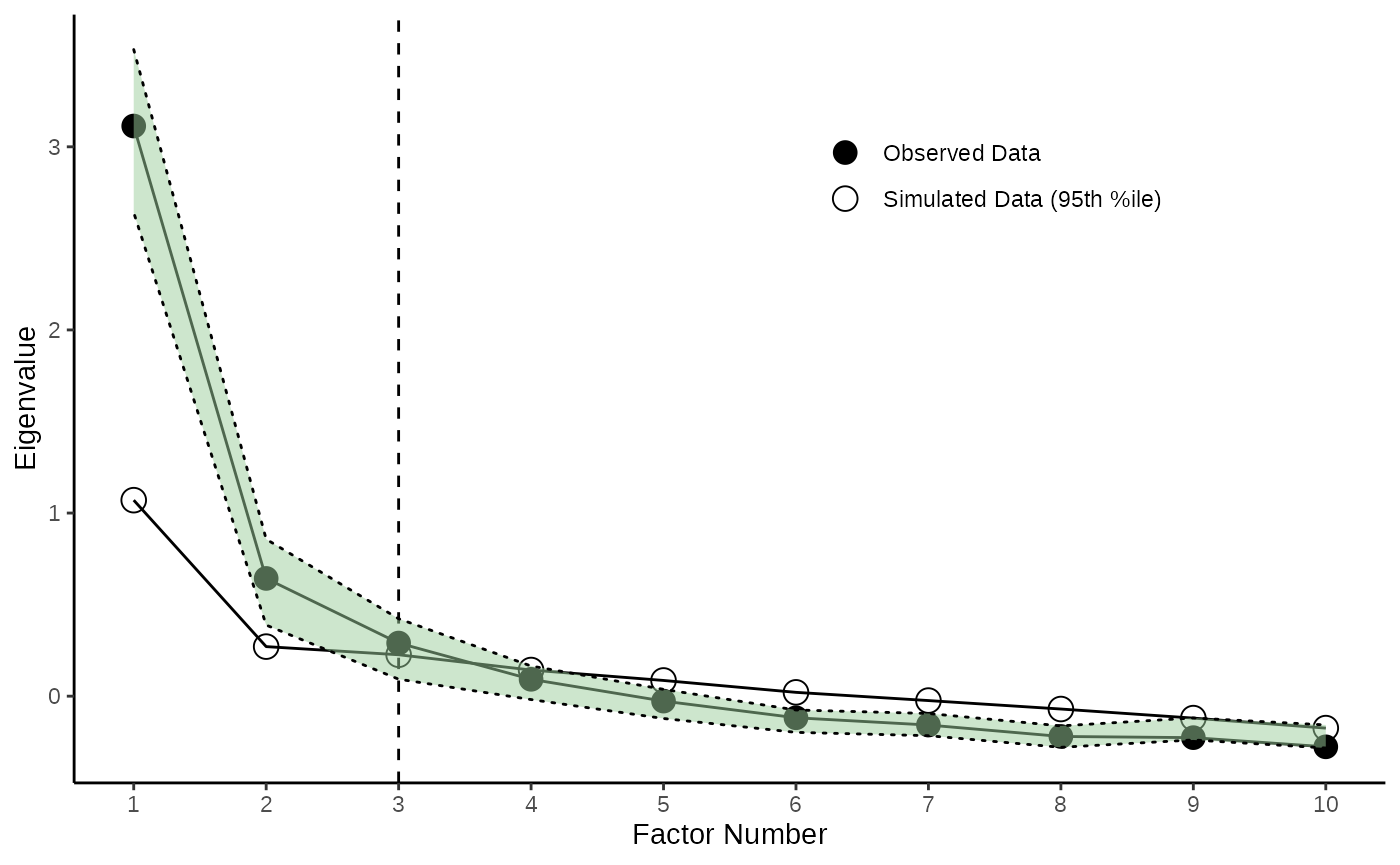 3
2
1
0
Eigenvalue
Observed Data
Simulated Data (95th %ile)
1 2 3 4 5 6 7 8 9 10
Factor Number